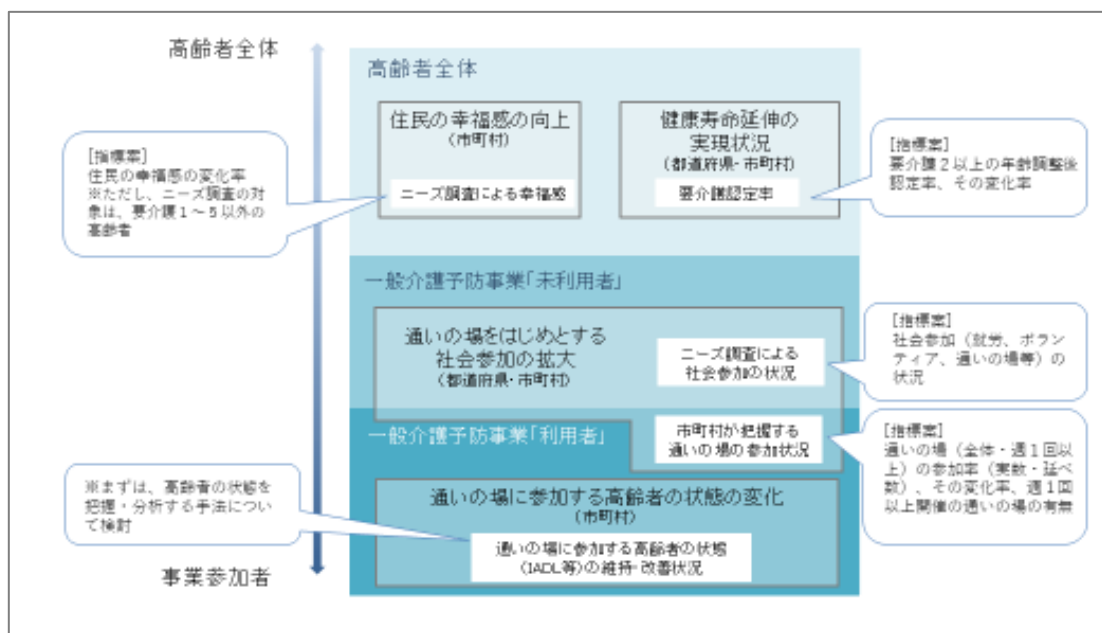 高齢者全体
高齢者全体
住民の幸福感の向上
(市町村)
ニーズ調査による幸福感
健康寿命延伸の
実現状況
(都道府県・市町村)
要介護認定率
[指標案]
住民の幸福感の変化率
※ただし、ニーズ調査の対
象は、要介護1~5以外の
高齢者
[指標案]
要介護2以上の年齢調整後
認定率、その変化率
一般介護予防事業「未利用者」
通いの場をはじめとする
社会参加の拡大
(都道府県・市町村)
ニーズ調査による
社会参加の状況
[指標案]
社会参加(就労、ボラン
ティア、通いの場等)の
状況
一般介護予防事業「利用者」
市町村が把握する
通いの場の参加状況
[指標案]
通いの場(全体・週1回以
上)の参加率(実数・延べ
数)、その変化率、週1回
以上開催の通いの場の有無
※まずは、高齢者の状態を
把握・分析する手法につい
て検討
通いの場に参加する高齢者の状態の変化
(市町村)
通いの場に参加する高齢者の状態
(IADL等)の維持・改善状況
事業参加者